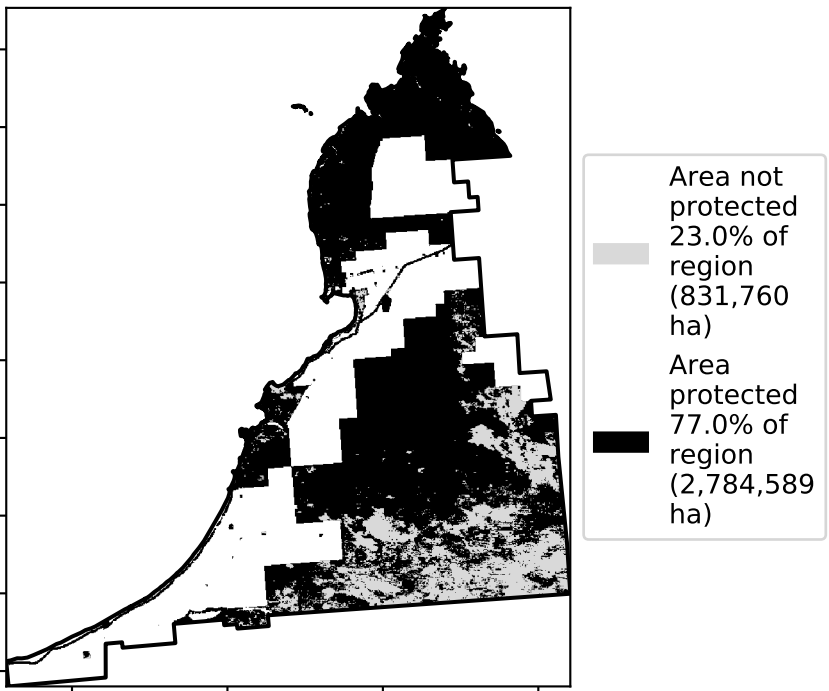 Area not
protected
23.0% of
region
(831,760
ha)
Area
protected
77.0% of
region
(2,784,589
ha)